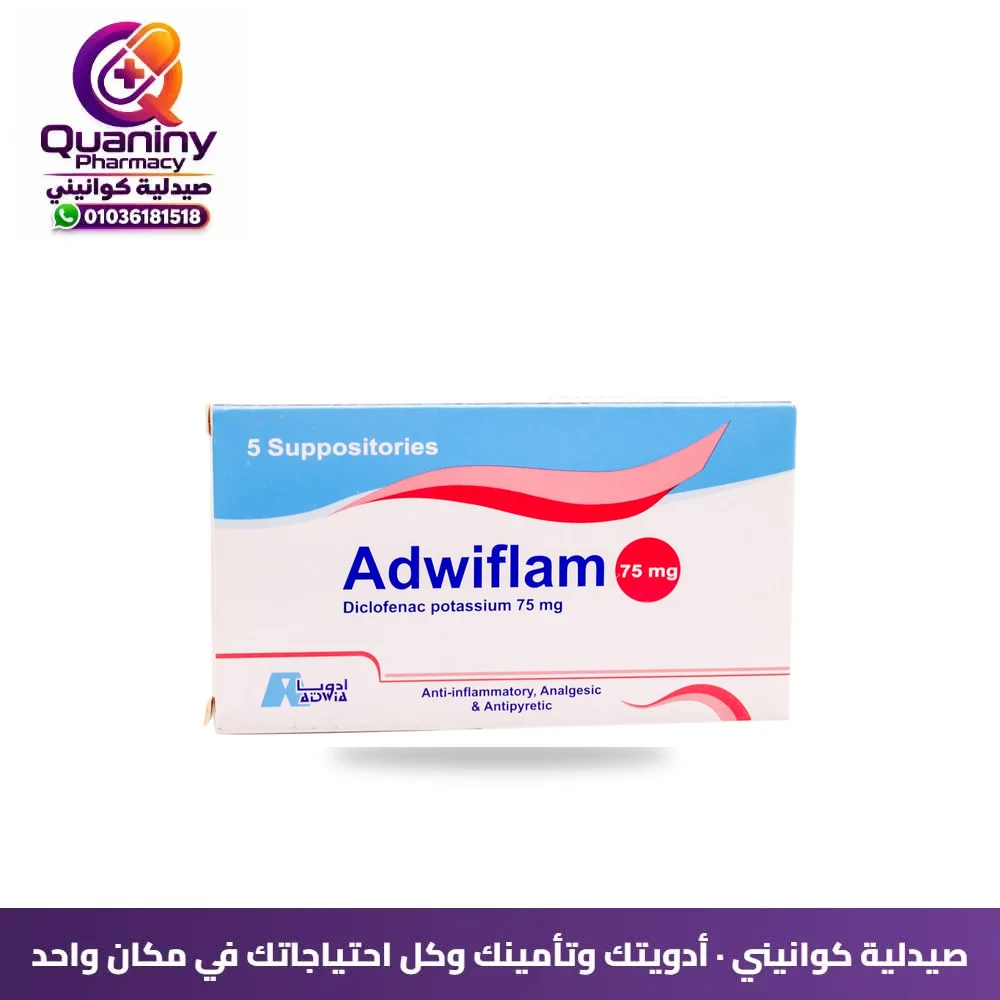 Quaniny
Pharmacy
صيدلية كوانيني
01036181518
5 Suppositories
Adwiflam 75 mg
Diclofenac potassium 75 mg
ادويا
ADWIA
Anti-inflammatory, Analgesic
& Antipyretic
صيدلية كوانيني · أدويتك وتأمينك وكل احتياجاتك في مكان واحد